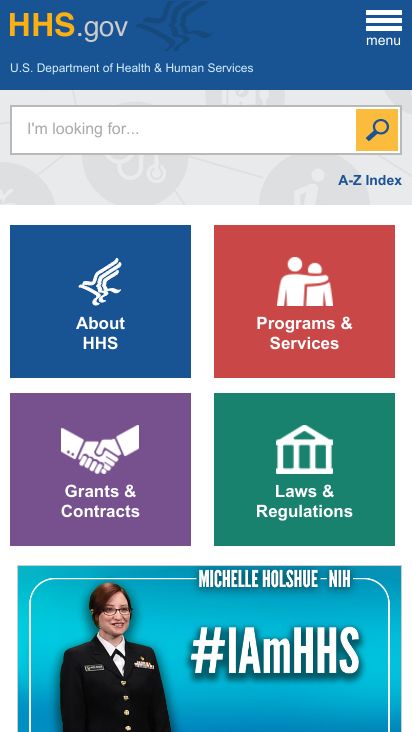 HHS.gov
menu
U.S. Department of Health & Human Services
I'm looking for...
A-Z Index
About
HHS
Programs &
Services
Grants &
Contracts
Laws &
Regulations
MICHELLE HOLSHUE - NIH
#IAmHHS